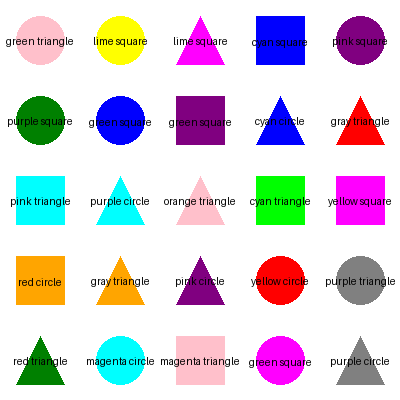 green triangle lime square lime square cyan square pink square
purple square green square green square cyan circle gray triangle
pink triangle purple circle orange triangle cyan triangle yellow square
red circle gray triangle pink circle yellow circle purple triangle
red triangle magenta circle magenta triangle green square purple circle